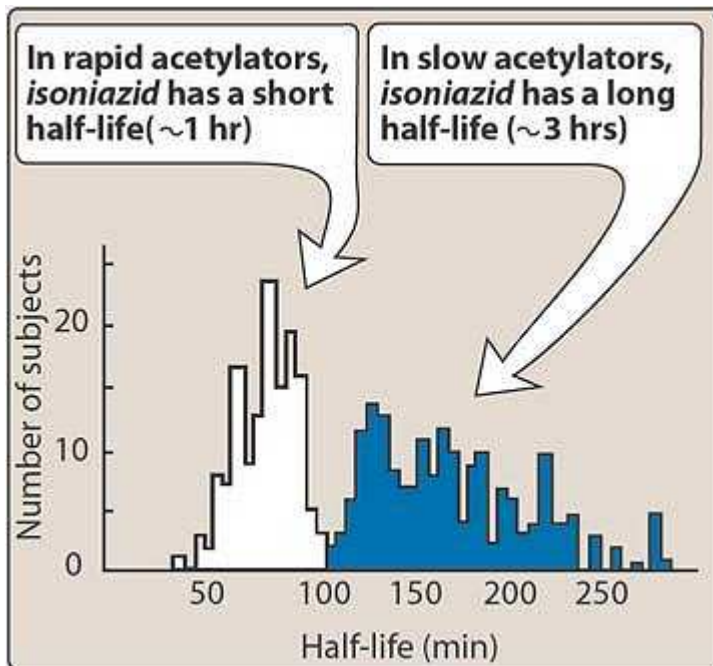 In rapid acetylators,
isoniazid has a short
half-life(~1 hr)
In slow acetylators,
isoniazid has a long
half-life (~3 hrs)
Number of subjects
20
10
0
50 100 150 200 250
Half-life (min)